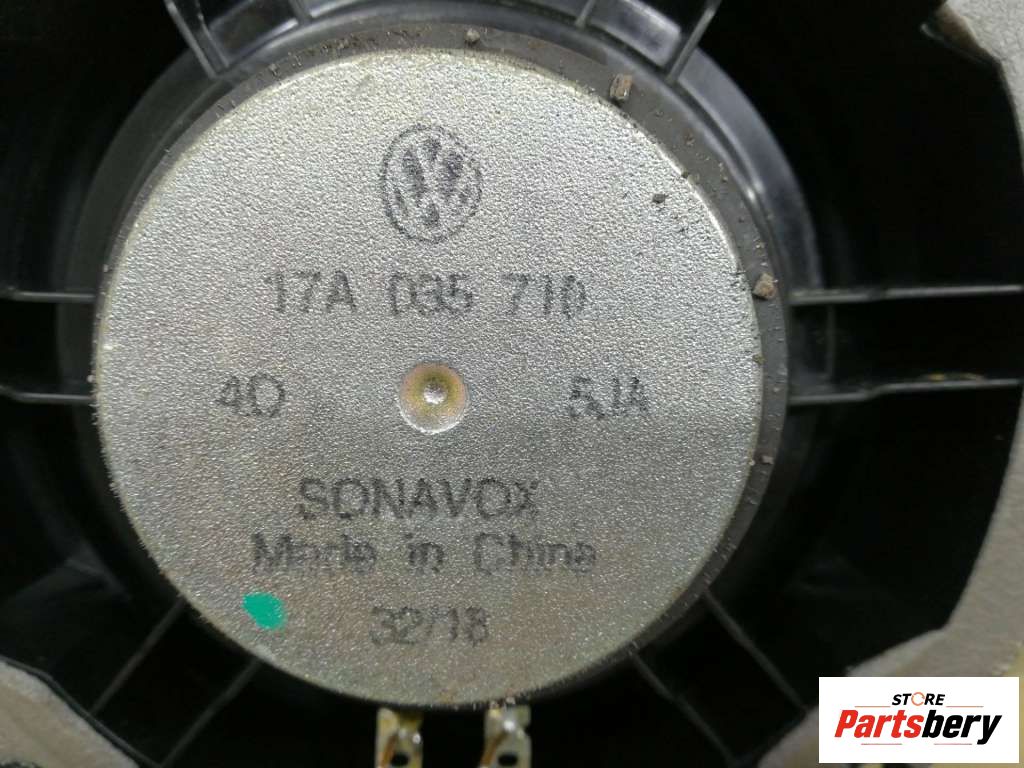 17A 035 710
4Ω 5JA
SONAVOX
Made in China
32/18
STORE
Partsbery